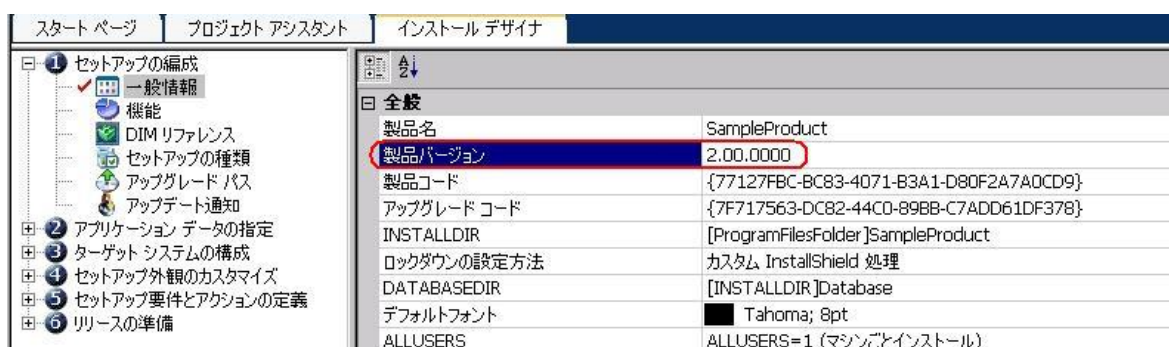 スタート ページ プロジェクト アシスタント インストール デザイナ
1 セットアップの編成
一般情報
機能
DIM リファレンス
セットアップの種類
アップグレード パス
アップデート通知
2 アプリケーション データの指定
3 ターゲット システムの構成
4 セットアップ外観のカスタマイズ
5 セットアップ要件とアクションの定義
6 リリースの準備
全般
製品名 SampleProduct
製品バージョン 2.00.0000
製品コード {77127FBC-BC83-4071-B3A1-D80F2A7A0CD9}
アップグレード コード {7F717563-DC82-44C0-89BB-C7ADD61DF378}
INSTALLDIR [ProgramFilesFolder]SampleProduct
ロックダウンの設定方法 カスタム InstallShield 処理
DATABASEDIR [INSTALLDIR]Database
デフォルトフォント Tahoma; 8pt
ALLUSERS ALLUSERS=1 (マシンごとインストール)